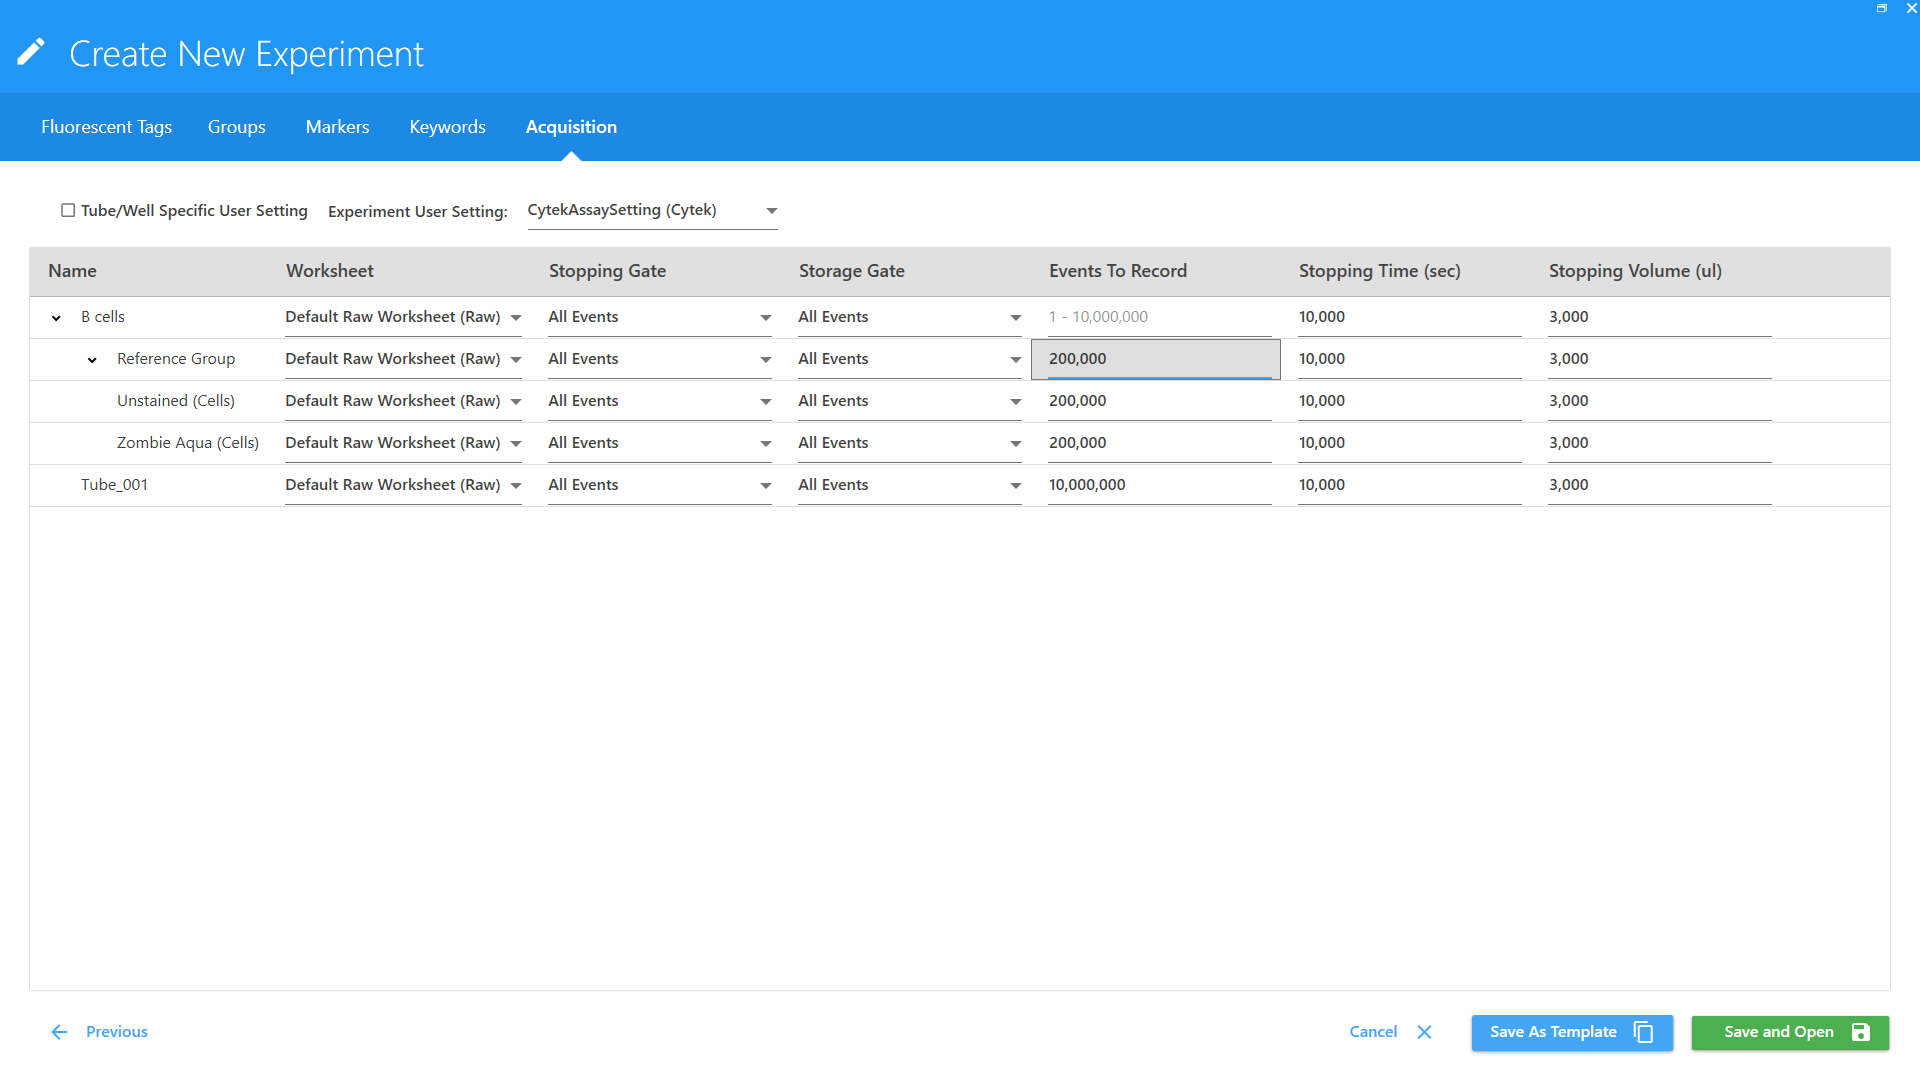 Create New Experiment
Fluorescent Tags Groups Markers Keywords Acquisition
Tube/Well Specific User Setting Experiment User Setting: CytekAssaySetting (Cytek)
Name Worksheet Stopping Gate Storage Gate Events To Record Stopping Time (sec) Stopping Volume (ul)
B cells Default Raw Worksheet (Raw) All Events All Events 1 - 10,000,000 10,000 3,000
Reference Group Default Raw Worksheet (Raw) All Events All Events 200,000 10,000 3,000
Unstained (Cells) Default Raw Worksheet (Raw) All Events All Events 200,000 10,000 3,000
Zombie Aqua (Cells) Default Raw Worksheet (Raw) All Events All Events 200,000 10,000 3,000
Tube_001 Default Raw Worksheet (Raw) All Events All Events 10,000,000 10,000 3,000
Previous Cancel Save As Template Save and Open